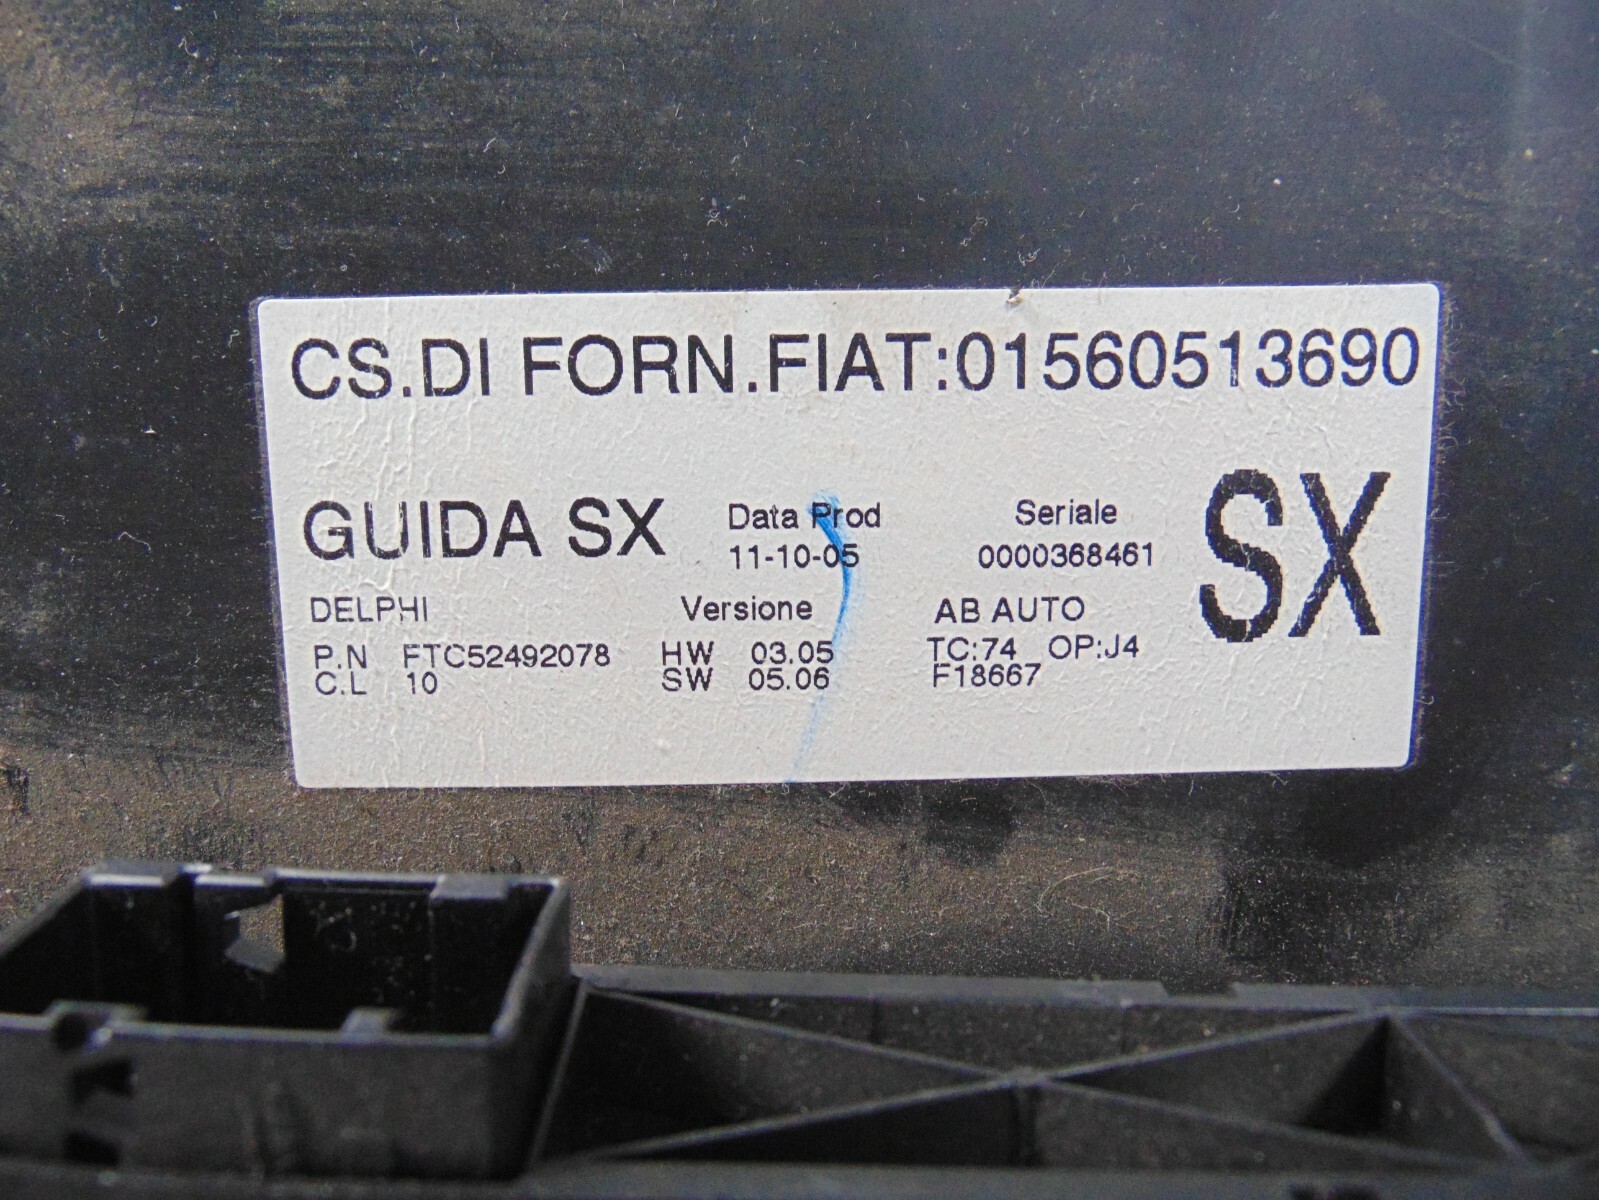 CS.DI FORN.FIAT:01560513690
GUIDA SX Data Prod Seriale SX
11-10-05 0000368461
DELPHI Versione AB AUTO
P.N FTC52492078 HW 03.05 TC:74 OP:J4
C.L 10 SW 05.06 F18667